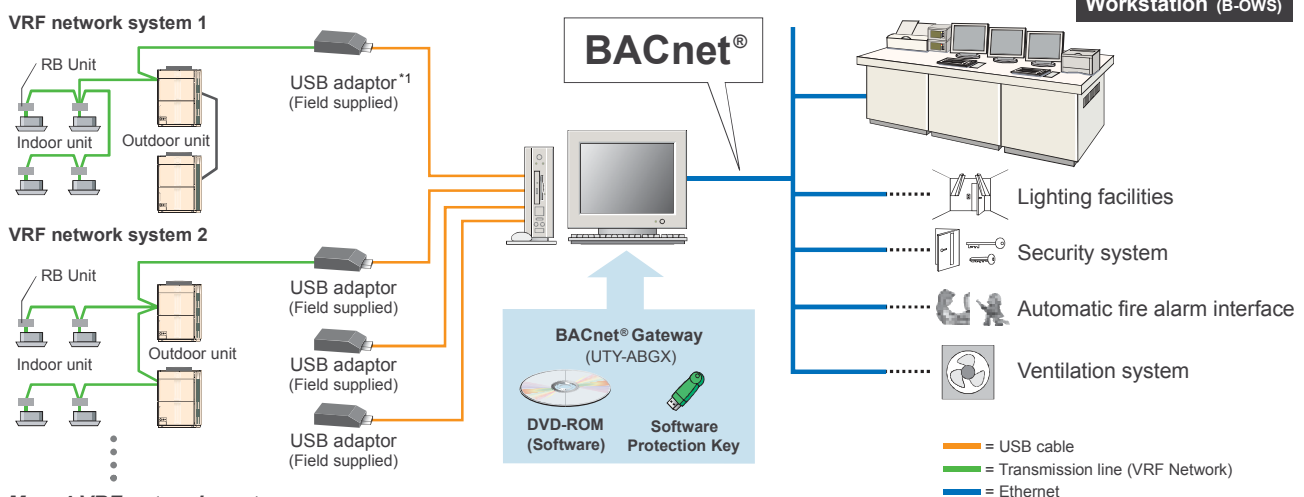 Workstation (B-OWS)
VRF network system 1
RB Unit
Indoor unit
Outdoor unit
USB adaptor*1
(Field supplied)
BACnet®
VRF network system 2
RB Unit
Indoor unit
Outdoor unit
USB adaptor
(Field supplied)
USB adaptor
(Field supplied)
USB adaptor
(Field supplied)
BACnet® Gateway
(UTY-ABGX)
DVD-ROM
(Software)
Software
Protection Key
Lighting facilities
Security system
Automatic fire alarm interface
Ventilation system
= USB cable
= Transmission line (VRF Network)
= Ethernet